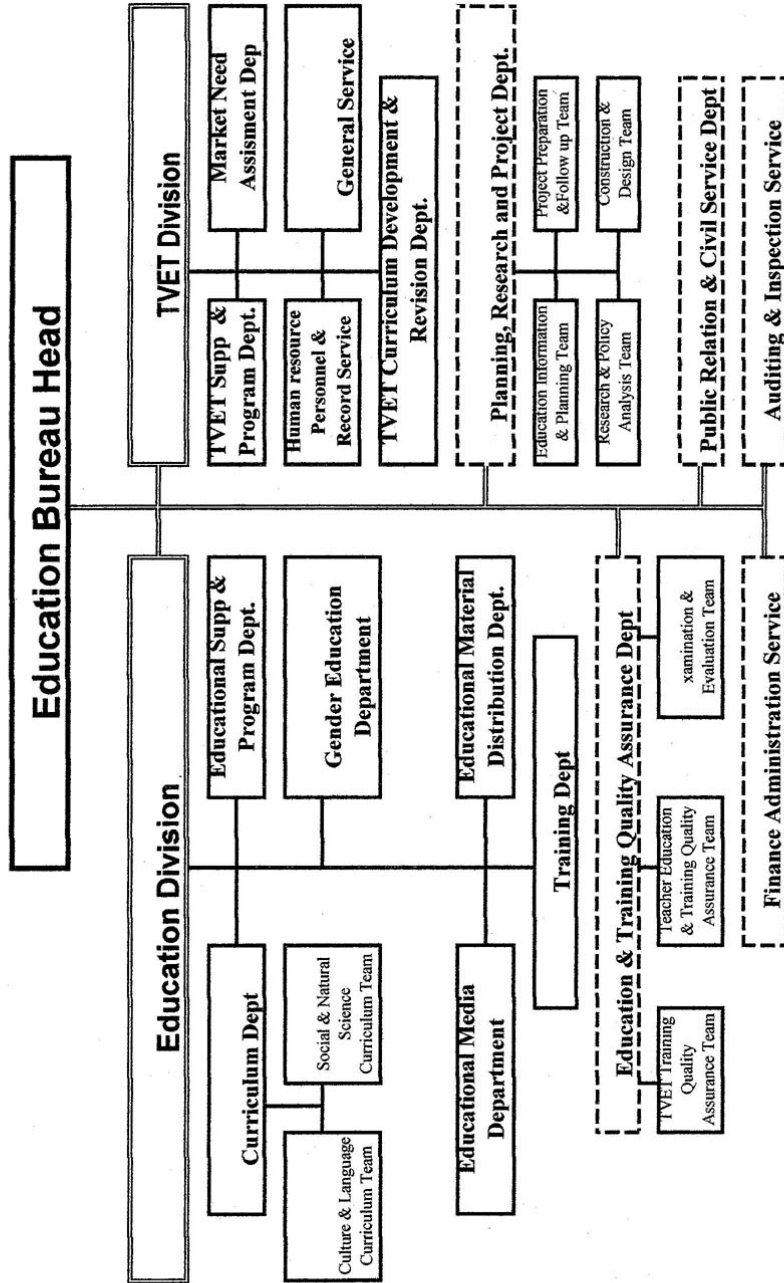 Education Bureau Head
Education Division
TVET Division
Curriculum Dept
Educational Supp &
Program Dept.
TVET Supp &
Program Dept.
Market Need
Assisment Dep
Culture & Language
Curriculum Team
Social & Natural
Science
Curriculum Team
Gender Education
Department
Human resource
Personnel &
Record Service
General Service
TVET Curriculum Development &
Revision Dept.
Educational Media
Department
Educational Material
Distribution Dept.
Training Dept
Planning, Research and Project Dept.
Education Information
& Planning Team
Project Preparation
&Follow up Team
Research & Policy
Analysis Team
Construction &
Design Team
Education & Training Quality Assurance Dept
TVET Training
Quality
Assurance Team
Teacher Education
& Training Quality
Assurance Team
xamination &
Evaluation Team
Public Relation & Civil Service Dept
Finance Administration Service
Auditing & Inspection Service